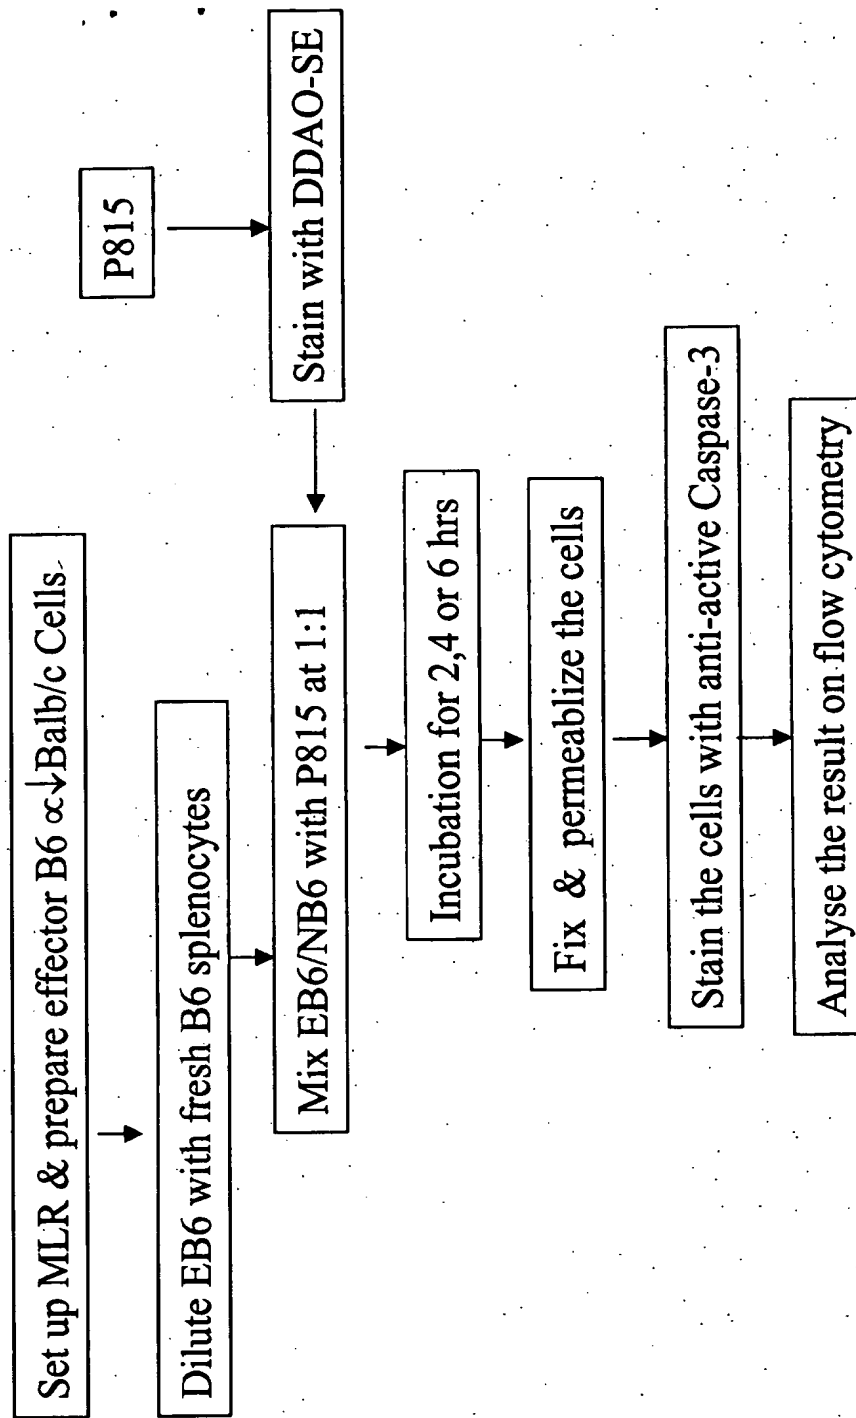 Set up MLR & prepare effector B6 ∝↓Balb/c Cells
Dilute EB6 with fresh B6 splenocytes
P815
Stain with DDAO-SE
Mix EB6/NB6 with P815 at 1:1
Incubation for 2,4 or 6 hrs
Fix & permeablize the cells
Stain the cells with anti-active Caspase-3
Analyse the result on flow cytometry